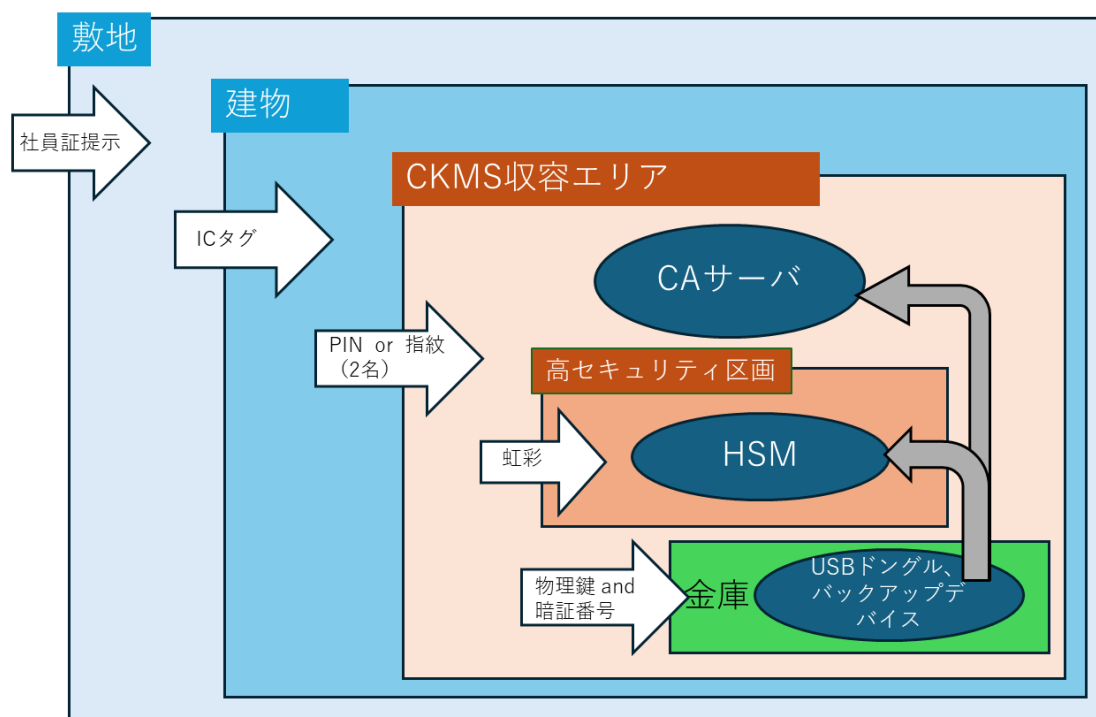 敷地
社員証提示
建物
ICタグ
CKMS収容エリア
CAサーバ
PIN or 指紋
（2名）
高セキュリティ区画
虹彩
HSM
物理鍵 and
暗証番号
金庫
USBドングル、
バックアップデ
バイス